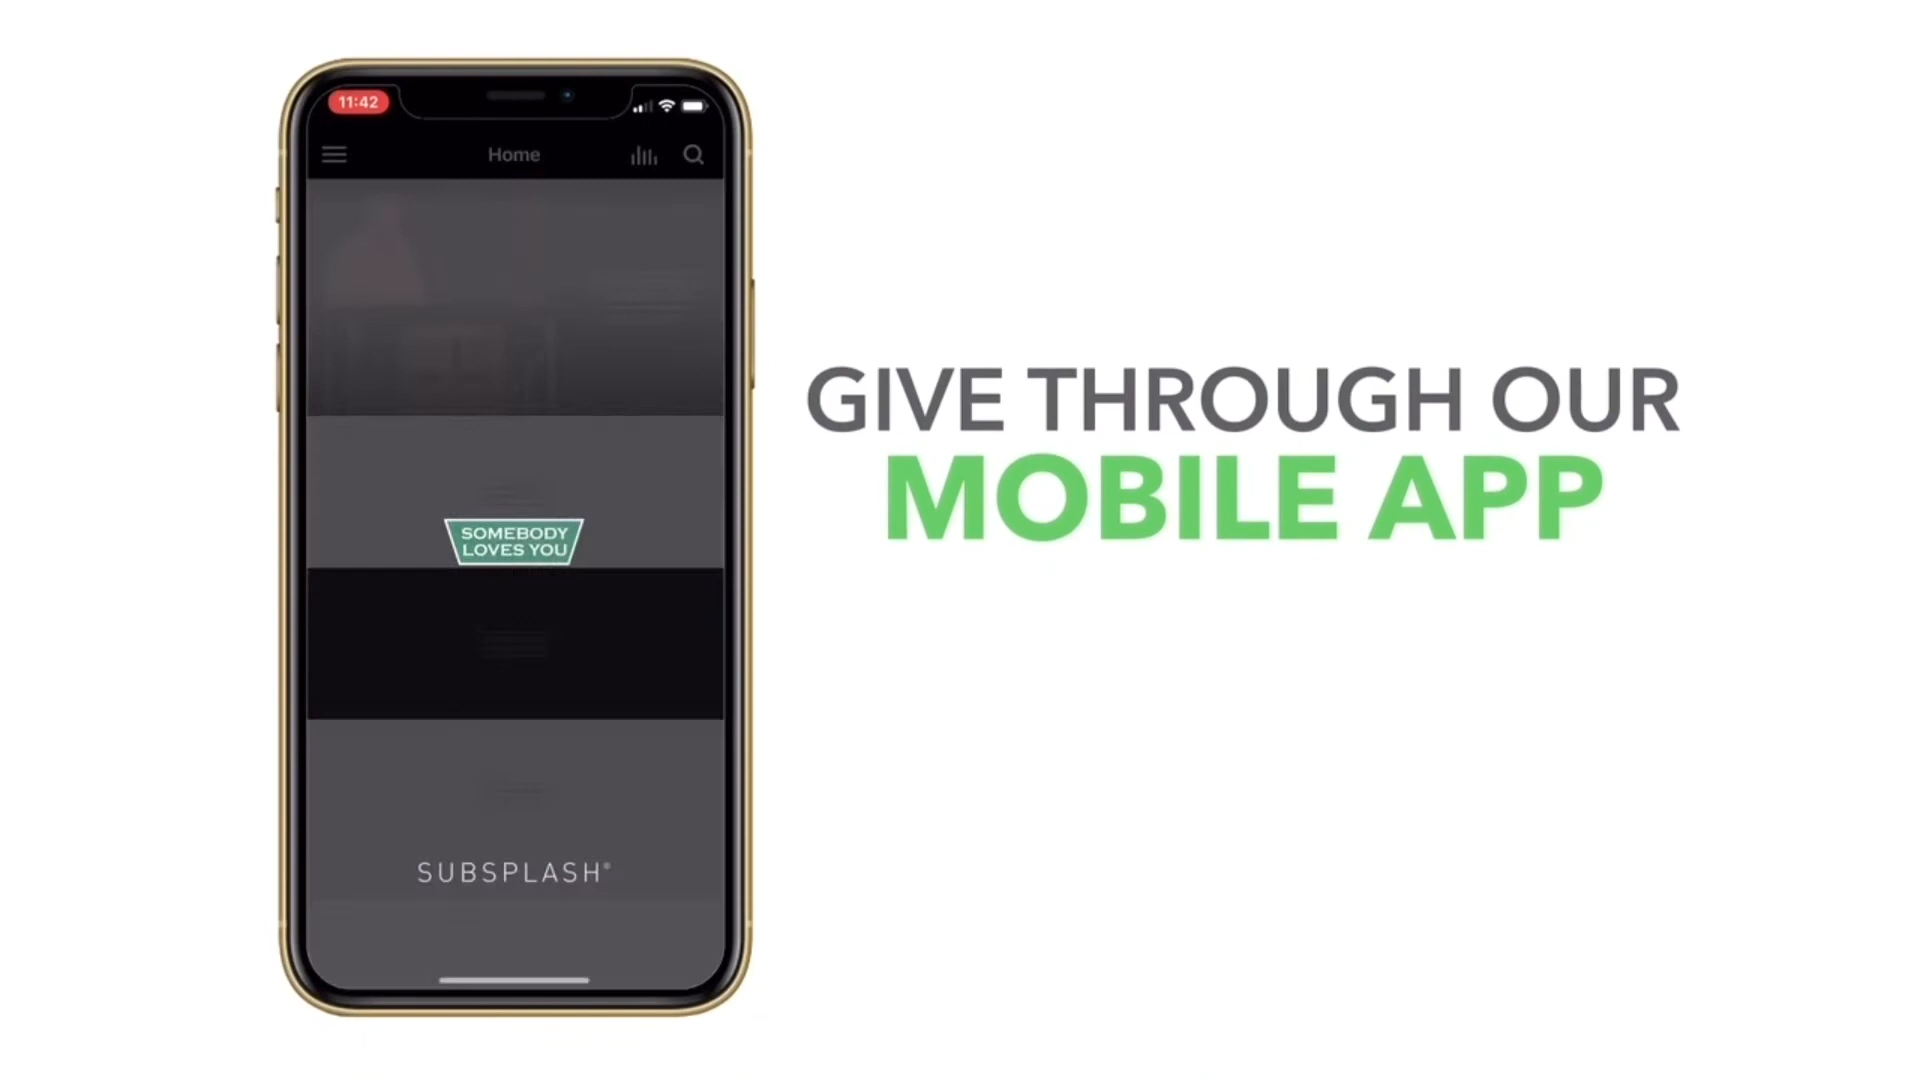 11:42
Home
SOMEBODY
LOVES YOU
SUBSPLASH®
GIVE THROUGH OUR
MOBILE APP